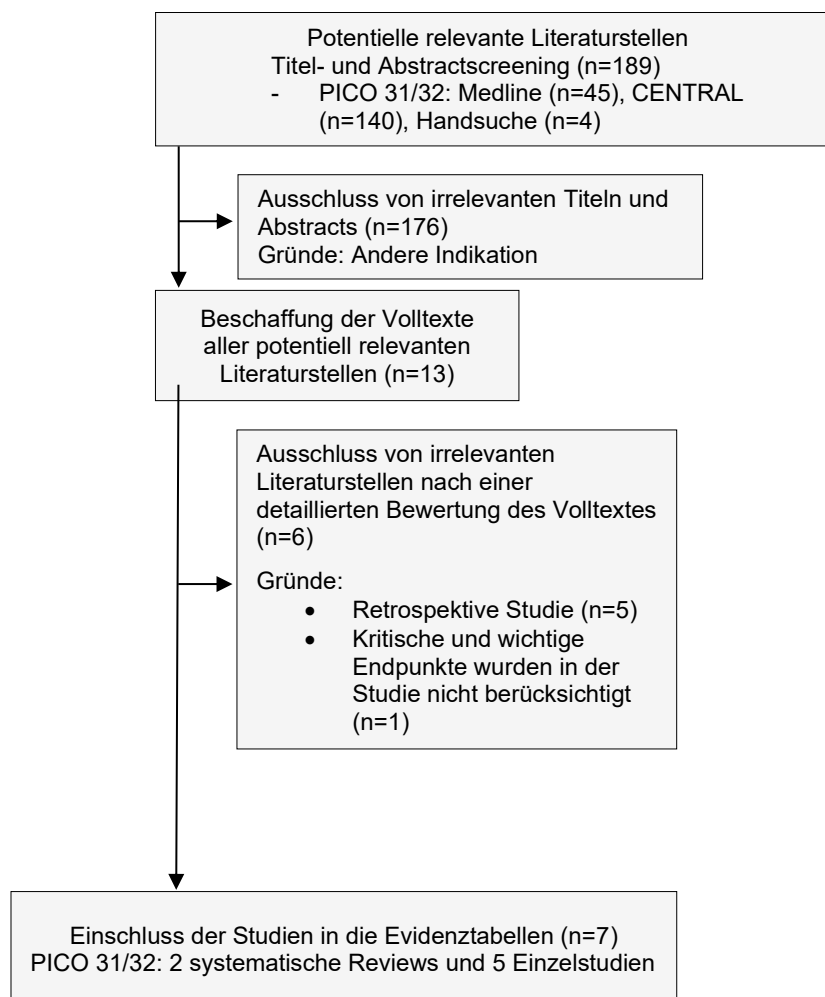 Potentielle relevante Literaturstellen
Titel- und Abstractscreening (n=189)
- PICO 31/32: Medline (n=45), CENTRAL
(n=140), Handsuche (n=4)
Ausschluss von irrelevanten Titeln und
Abstracts (n=176)
Gründe: Andere Indikation
Beschaffung der Volltexte
aller potentiell relevanten
Literaturstellen (n=13)
Ausschluss von irrelevanten
Literaturstellen nach einer
detaillierten Bewertung des Volltextes
(n=6)
Gründe:
• Retrospektive Studie (n=5)
• Kritische und wichtige
Endpunkte wurden in der
Studie nicht berücksichtigt
(n=1)
Einschluss der Studien in die Evidenztabellen (n=7)
PICO 31/32: 2 systematische Reviews und 5 Einzelstudien